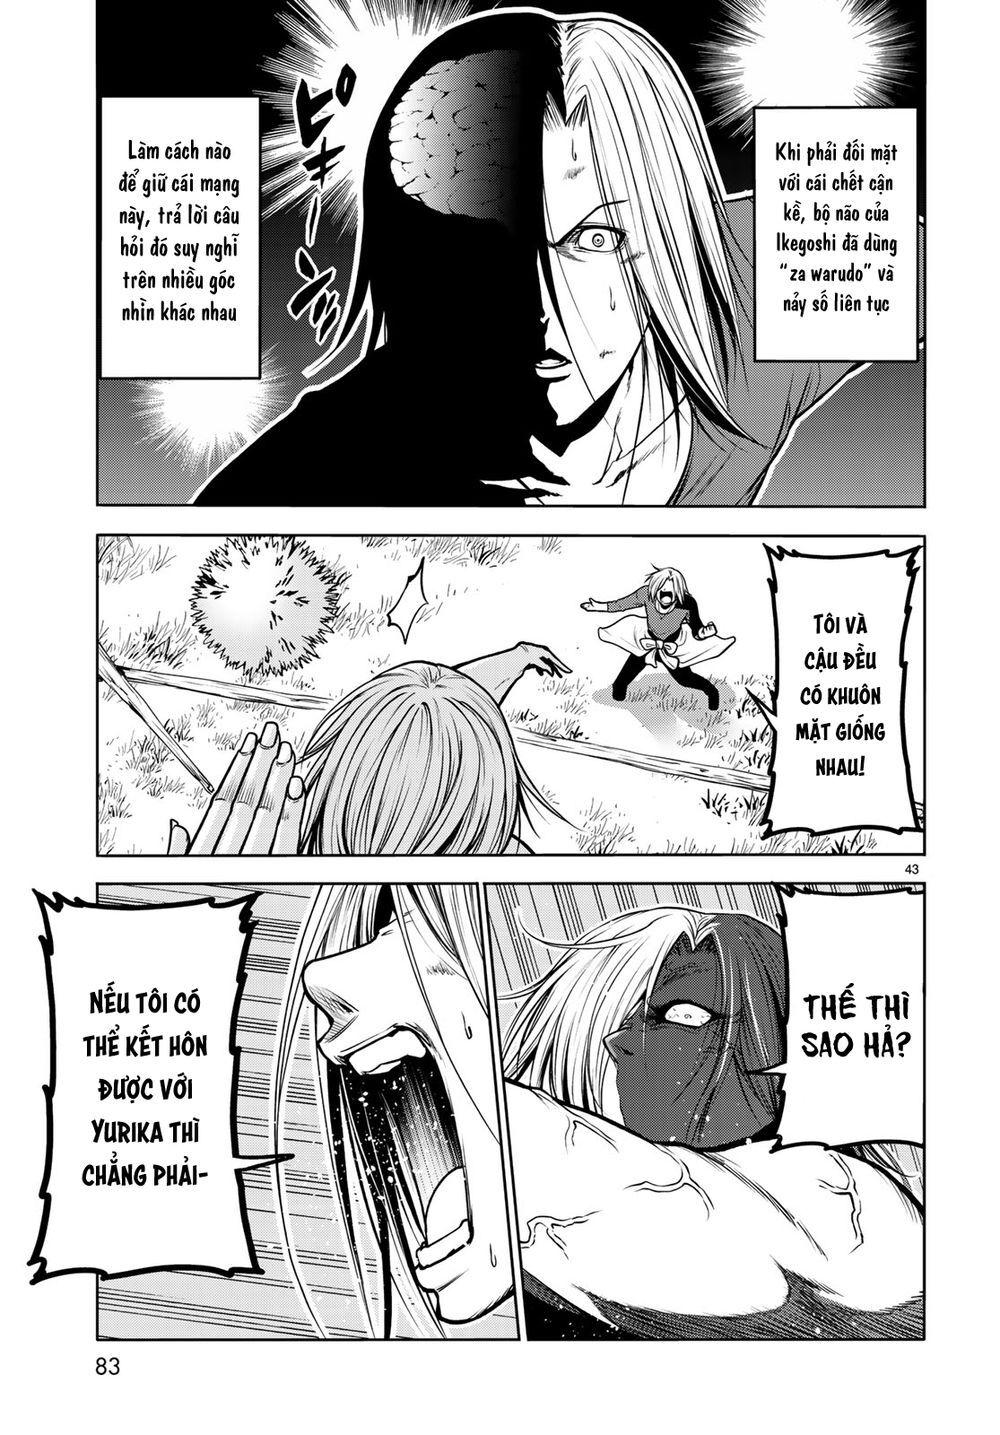 Khi phải đối mặt
với cái chết cận
kề, bộ não của
Ikegoshi đã dùng
“za warudo” và
nảy số liên tục
Làm cách nào
để giữ cái mạng
này, trả lời câu
hỏi đó suy nghĩ
trên nhiều góc
nhìn khác nhau
ピキーン
TÔI VÀ
CẬU ĐỀU
CÓ KHUÔN
MẶT GIỐNG
NHAU!
43
THẾ THÌ
SAO HẢ?
NẾU TÔI CÓ
THỂ KẾT HÔN
ĐƯỢC VỚI
YURIKA THÌ
CHẲNG PHẢI-
83